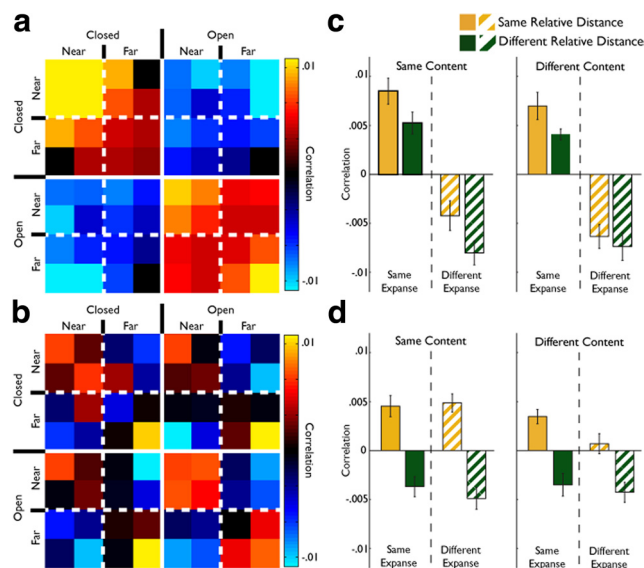 a
Closed
Open
Near
Far
Near
Far
Closed
Near
Far
Open
Near
Far
.01
Correlation
-.01
b
Closed
Open
Near
Far
Near
Far
Closed
Near
Far
Open
Near
Far
.01
Correlation
-.01
c
Same Relative Distance
Different Relative Distance
Same Content
Different Content
.01
.005
0
Correlation
-.005
-.01
Same Expanse
Different Expanse
Same Expanse
Different Expanse
d
Same Content
Different Content
.01
.005
0
Correlation
-.005
-.01
Same Expanse
Different Expanse
Same Expanse
Different Expanse